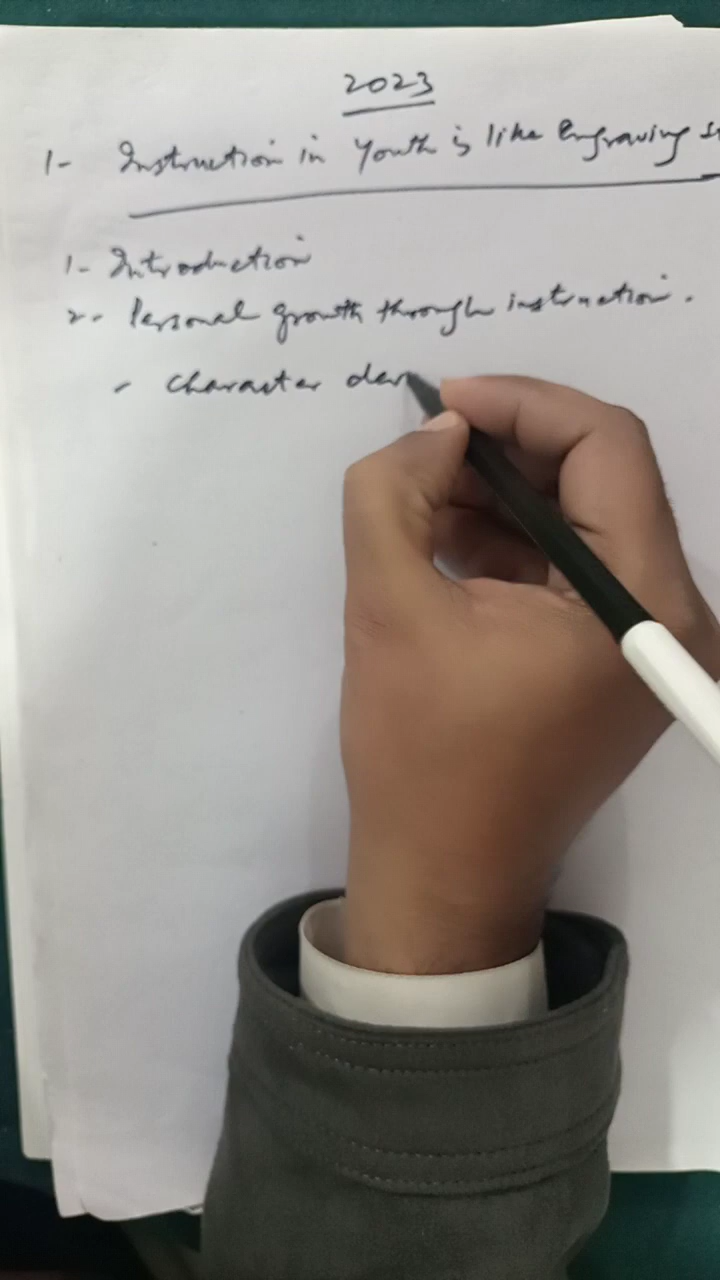 2023
1- Instruction in Youth is like Engraving
1- Introduction
2- Personal growth through instruction.
- Character